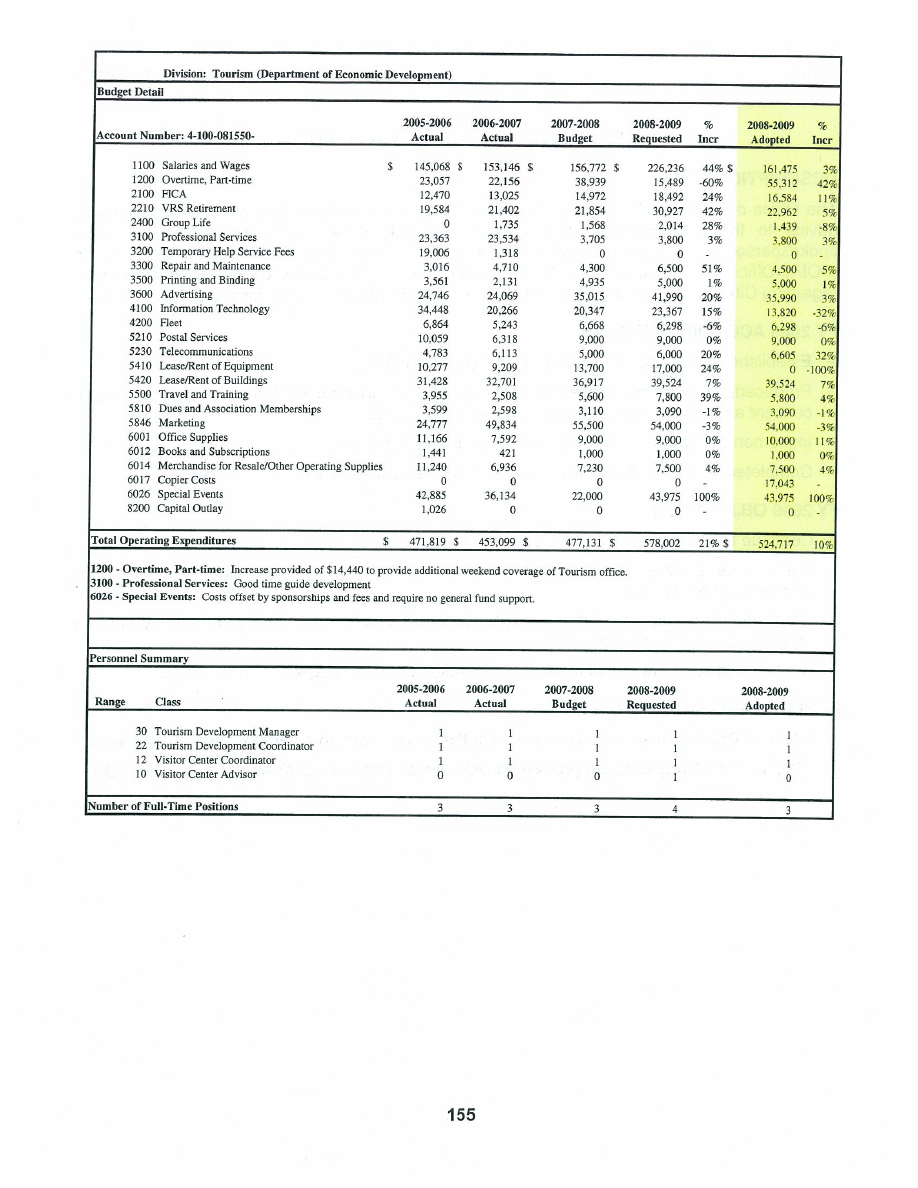 Division: Tourism (Department of Economic Development)
Budget Detail
2005-2006 2006-2007 2007-2008 2008-2009 % 2008-2009 %
Account Number: 4-100-081550- Actual Actual Budget Requested Incr Adopted Incr
1100 Salaries and Wages $ 145,068 $ 153,146 $ 156,772 $ 226,236 44% $ 161,475 3%
1200 Overtime, Part-time 23,057 22,156 38,939 15,489 -60% 55,312 42%
2100 FICA 12,470 13,025 14,972 18,492 24% 16,584 11%
2210 VRS Retirement 19,584 21,402 21,854 30,927 42% 22,962 5%
2400 Group Life 0 1,735 1,568 2,014 28% 1,439 -8%
3100 Professional Services 23,363 23,534 3,705 3,800 3% 3,800 3%
3200 Temporary Help Service Fees 19,006 1,318 0 0 - 0
3300 Repair and Maintenance 3,016 4,710 4,300 6,500 51% 4,500 5%
3500 Printing and Binding 3,561 2,131 4,935 5,000 1% 5,000 1%
3600 Advertising 24,746 24,069 35,015 41,990 20% 35,990 3%
4100 Information Technology 34,448 20,266 20,347 23,367 15% 13,820 -32%
4200 Fleet 6,864 5,243 6,668 6,298 -6% 6,298 -6%
5210 Postal Services 10,059 6,318 9,000 9,000 0% 9,000 0%
5230 Telecommunications 4,783 6,113 5,000 6,000 20% 6,605 32%
5410 Lease/Rent of Equipment 10,277 9,209 13,700 17,000 24% 0 -100%
5420 Lease/Rent of Buildings 31,428 32,701 36,917 39,524 7% 39,524 7%
5500 Travel and Training 3,955 2,508 5,600 7,800 39% 5,800 4%
5810 Dues and Association Memberships 3,599 2,598 3,110 3,090 -1% 3,090 -1%
5846 Marketing 24,777 49,834 55,500 54,000 -3% 54,000 -3%
6001 Office Supplies 11,166 7,592 9,000 9,000 0% 10,000 11%
6012 Books and Subscriptions 1,441 421 1,000 1,000 0% 1,000 0%
6014 Merchandise for Resale/Other Operating Supplies 11,240 6,936 7,230 7,500 4% 7,500 4%
6017 Copier Costs 0 0 0 0 - 17,043 -
6026 Special Events 42,885 36,134 22,000 43,975 100% 43,975 100%
8200 Capital Outlay 1,026 0 0 0 - 0 -
Total Operating Expenditures $ 471,819 $ 453,099 $ 477,131 $ 578,002 21% $ 524,717 10%
1200 - Overtime, Part-time: Increase provided of $14,440 to provide additional weekend coverage of Tourism office.
3100 - Professional Services: Good time guide development
6026 - Special Events: Costs offset by sponsorships and fees and require no general fund support.
Personnel Summary
2005-2006 2006-2007 2007-2008 2008-2009 2008-2009
Range Class Actual Actual Budget Requested Adopted
30 Tourism Development Manager 1 1 1 1 1
22 Tourism Development Coordinator 1 1 1 1 1
12 Visitor Center Coordinator 1 1 1 1 1
10 Visitor Center Advisor 0 0 0 1 0
Number of Full-Time Positions 3 3 3 4 3
155